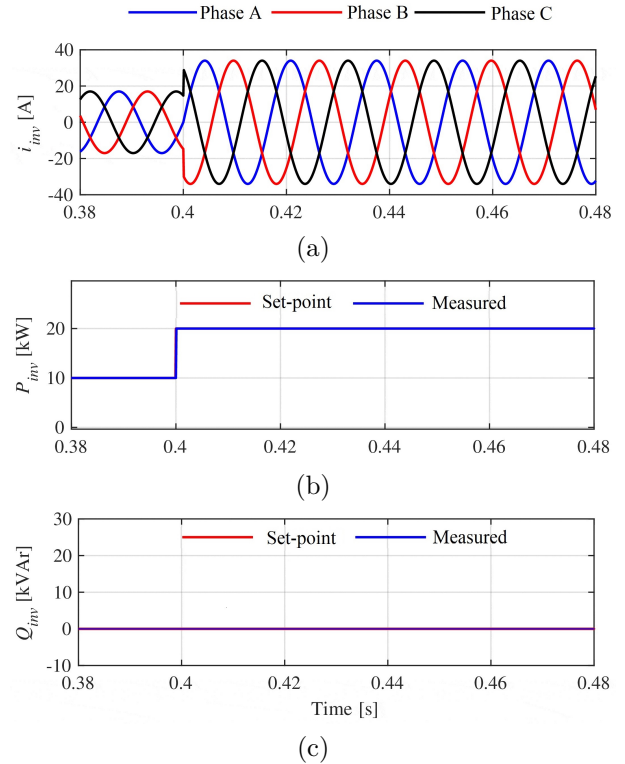 Phase A Phase B Phase C
i_inv [A]
40
20
0
-20
-40
0.38 0.4 0.42 0.44 0.46 0.48
(a)
P_inv [kW]
Set-point Measured
20
10
0
0.38 0.4 0.42 0.44 0.46 0.48
(b)
Q_inv [kVAr]
30
Set-point Measured
20
10
0
-10
0.38 0.4 0.42 0.44 0.46 0.48
Time [s]
(c)